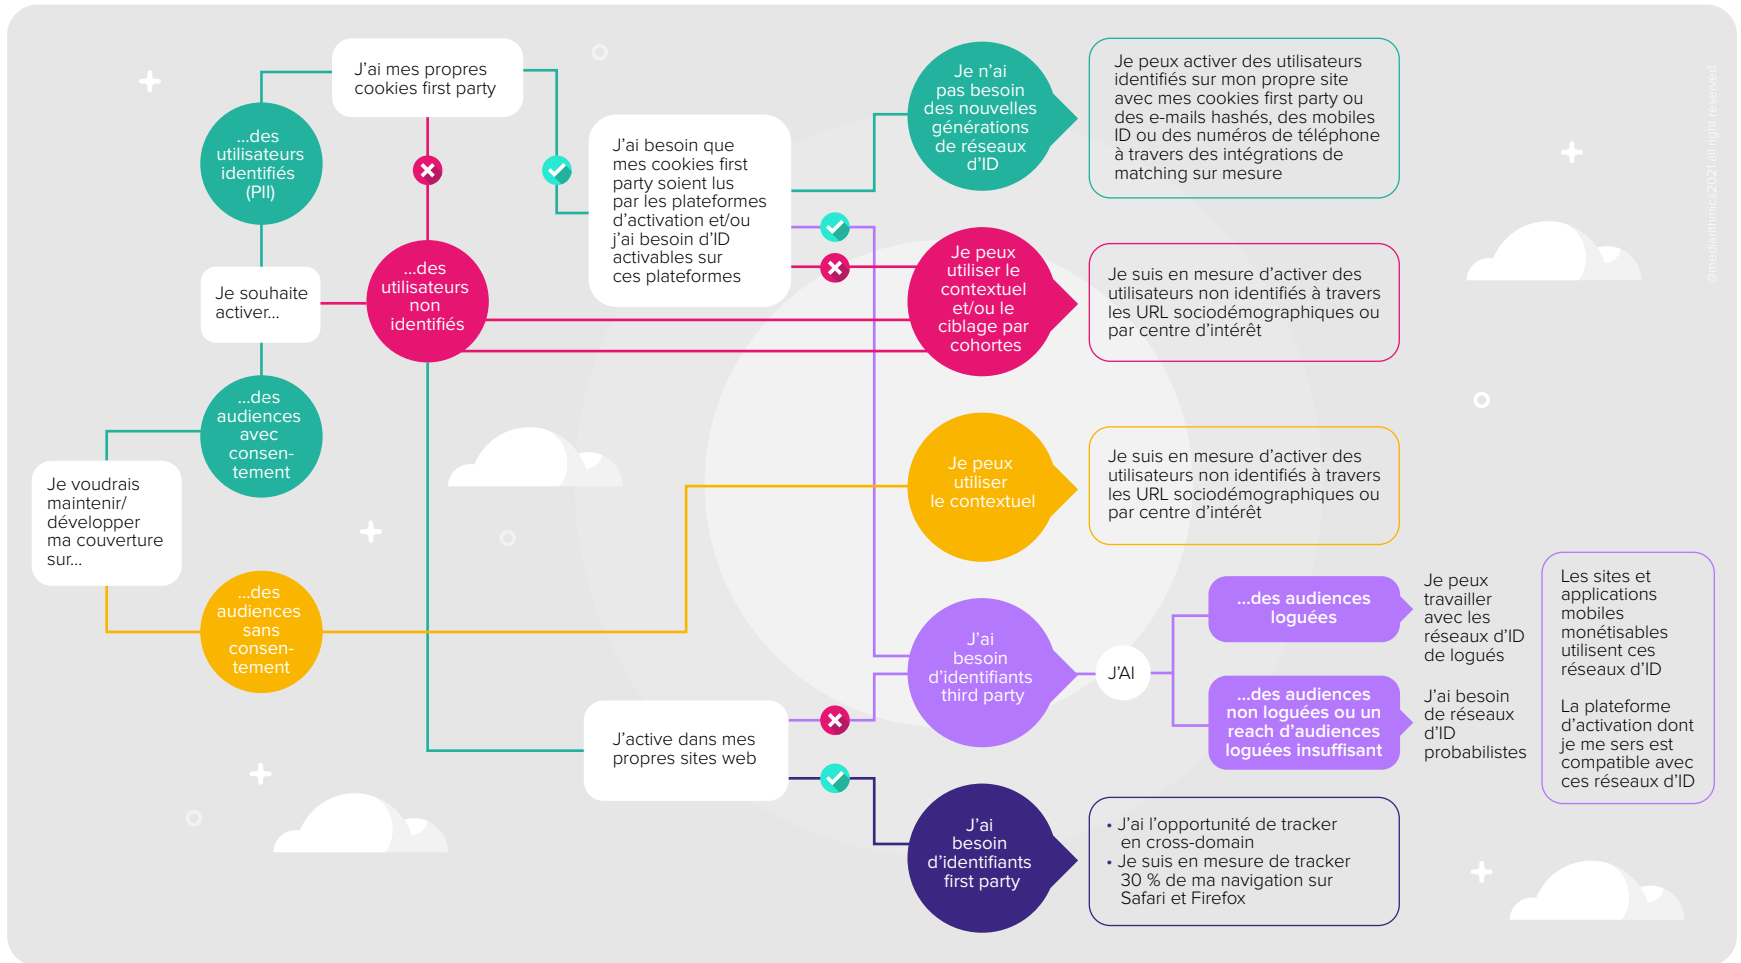 J'ai mes propres
cookies first party
...des
utilisateurs
identifiés
(PII)
Je souhaite
activer...
...des
utilisateurs
non
identifiés
...des
audiences
avec
consen-
tement
Je voudrais
maintenir/
développer
ma couverture
sur...
...des
audiences
sans
consen-
tement
J'ai besoin que
mes cookies first
party soient lus
par les plateformes
d'activation et/ou
j'ai besoin d'ID
activables sur
ces plateformes
J'active dans mes
propres sites web
Je n'ai
pas besoin
des nouvelles
générations
de réseaux
d'ID
Je peux activer des utilisateurs
identifiés sur mon propre site
avec mes cookies first party ou
des e-mails hashés, des mobiles
ID ou des numéros de téléphone
à travers des intégrations de
matching sur mesure
Je peux
utiliser le
contextuel
et/ou le
ciblage par
cohortes
Je suis en mesure d'activer des
utilisateurs non identifiés à travers
les URL sociodémographiques ou
par centre d'intérêt
Je peux
utiliser
le contextuel
Je suis en mesure d'activer des
utilisateurs non identifiés à travers
les URL sociodémographiques ou
par centre d'intérêt
J'ai
besoin
d'identifiants
third party
J'AI
...des audiences
loguées
Je peux
travailler
avec les
réseaux d'ID
de logués
...des audiences
non loguées ou un
reach d'audiences
loguées insuffisant
J'ai besoin
de réseaux
d'ID
probabilistes
Les sites et
applications
mobiles
monétisables
utilisent ces
réseaux d'ID
La plateforme
d'activation dont
je me sers est
compatible avec
ces réseaux d'ID
J'ai
besoin
d'identifiants
first party
• J'ai l'opportunité de tracker
en cross-domain
• Je suis en mesure de tracker
30 % de ma navigation sur
Safari et Firefox
©mediarithmics2021 all right reserved